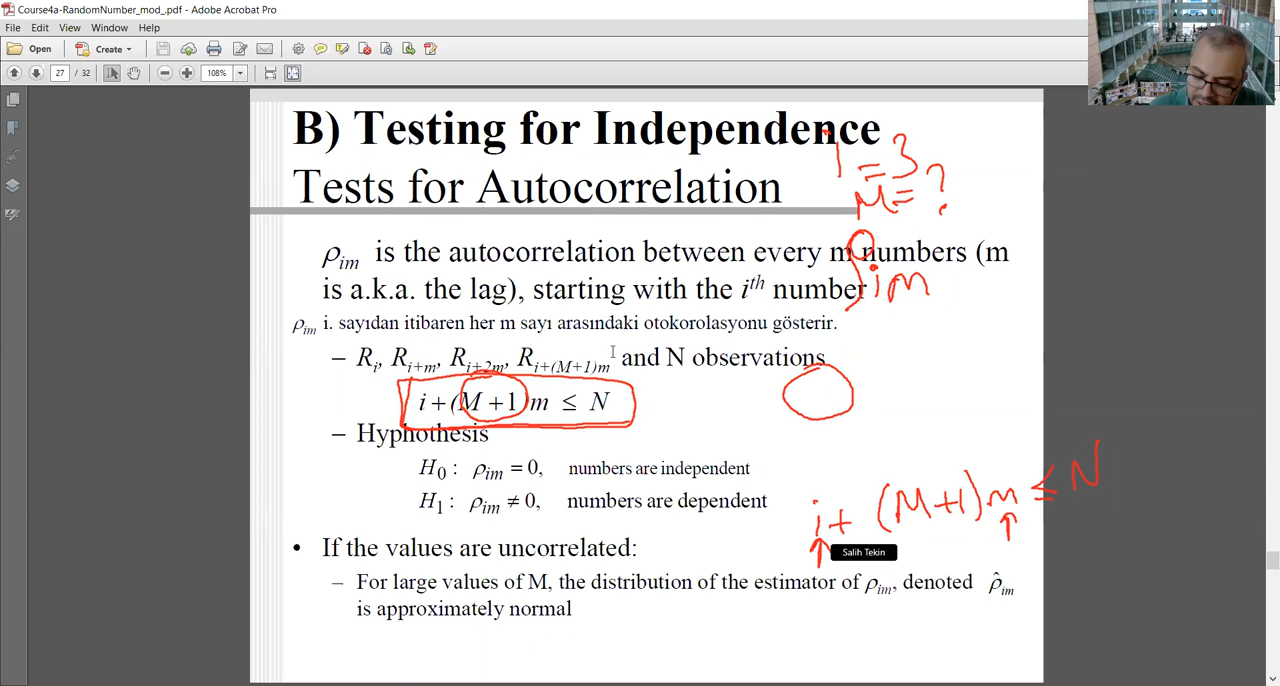 Course4a-RandomNumber_mod_.pdf - Adobe Acrobat Pro
File Edit View Window Help
Open Create
27 / 32 108%
B) Testing for Independence
Tests for Autocorrelation
i = 3
M = ?
ρim is the autocorrelation between every m numbers (m
is a.k.a. the lag), starting with the iᵗʰ number
ρim
ρim i. sayıdan itibaren her m sayı arasındaki otokorolasyonu gösterir.
– Ri, Ri+m, Ri+2m, Ri+(M+1)m and N observations
i + (M +1)m ≤ N
– Hyphothesis
H0 : ρim = 0, numbers are independent
H1 : ρim ≠ 0, numbers are dependent
i + (M+1)m ≤ N
Salih Tekin
• If the values are uncorrelated:
– For large values of M, the distribution of the estimator of ρim, denoted ρ̂im
is approximately normal